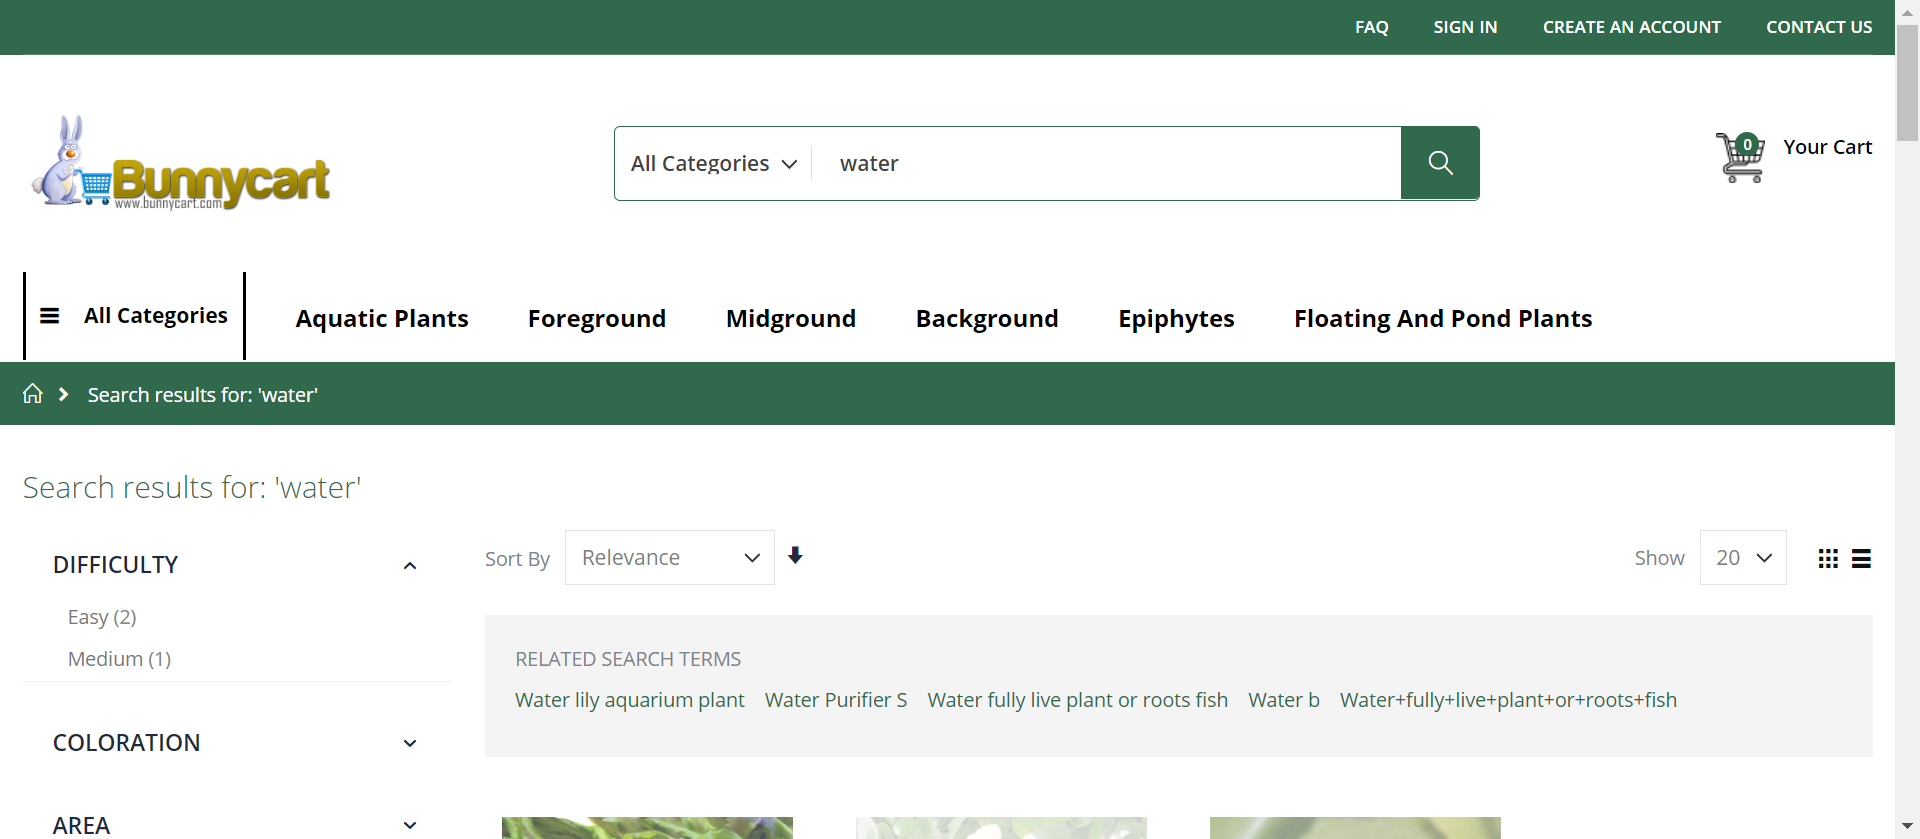 FAQ SIGN IN CREATE AN ACCOUNT CONTACT US
Bunnycart
www.bunnycart.com
All Categories water
0 Your Cart
All Categories Aquatic Plants Foreground Midground Background Epiphytes Floating And Pond Plants
Search results for: 'water'
Search results for: 'water'
DIFFICULTY
Easy (2)
Medium (1)
COLORATION
AREA
Sort By Relevance Show 20
RELATED SEARCH TERMS
Water lily aquarium plant Water Purifier S Water fully live plant or roots fish Water b Water+fully+live+plant+or+roots+fish